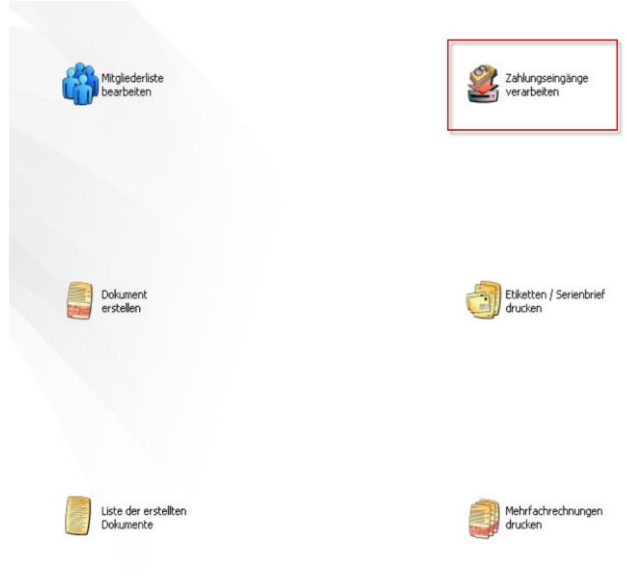 Mitgliederliste
bearbeiten
Zahlungseingänge
verarbeiten
Dokument
erstellen
Etiketten / Serienbrief
drucken
Liste der erstellten
Dokumente
Mehrfachrechnungen
drucken